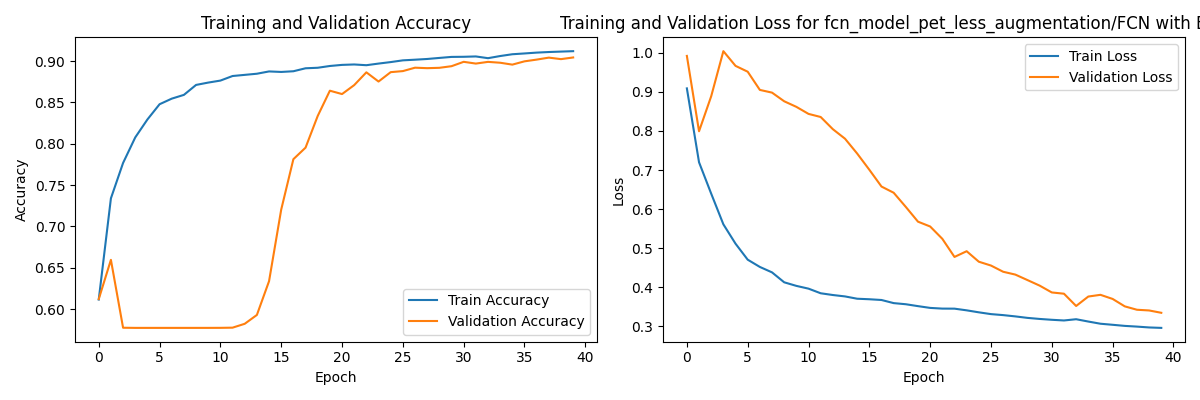 Training and Validation Accuracy
0.90
0.85
0.80
0.75
0.70
0.65
0.60
Accuracy
Train Accuracy
Validation Accuracy
0 5 10 15 20 25 30 35 40
Epoch
Training and Validation Loss for fcn_model_pet_less_augmentation/FCN with
1.0
0.9
0.8
0.7
0.6
0.5
0.4
0.3
Loss
Train Loss
Validation Loss
0 5 10 15 20 25 30 35 40
Epoch